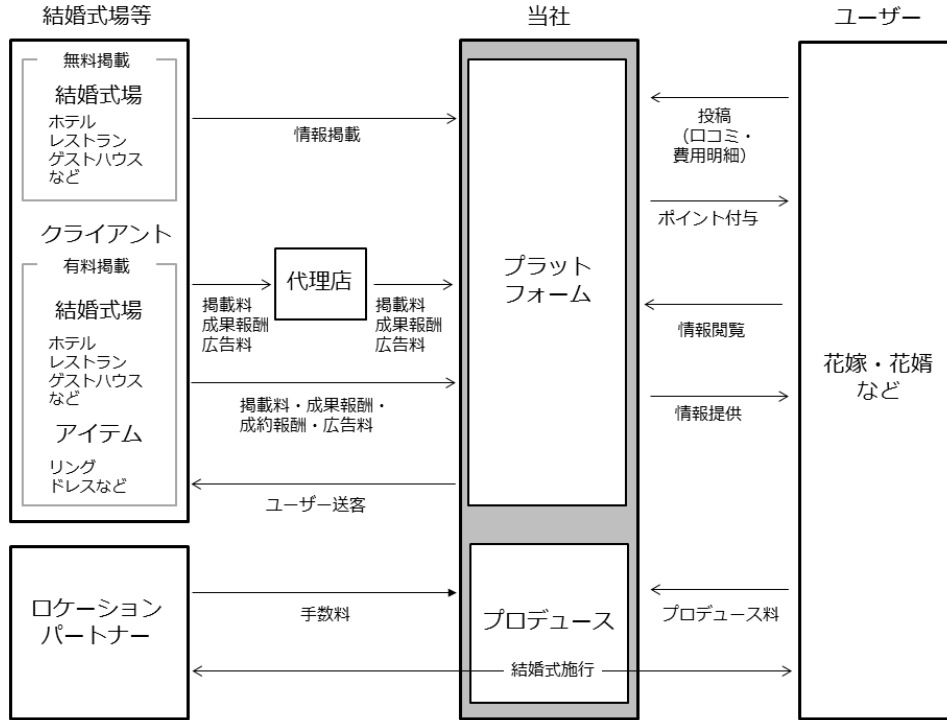 結婚式場等
当社
ユーザー
無料掲載
結婚式場
ホテル
レストラン
ゲストハウス
など
情報掲載
クライアント
有料掲載
結婚式場
ホテル
レストラン
ゲストハウス
など
アイテム
リング
ドレスなど
代理店
掲載料
成果報酬
広告料
掲載料
成果報酬
広告料
掲載料・成果報酬・
成約報酬・広告料
ユーザー送客
プラット
フォーム
投稿
（口コミ・
費用明細）
ポイント付与
情報閲覧
情報提供
花嫁・花婿
など
ロケーション
パートナー
手数料
プロデュース
プロデュース料
結婚式施行